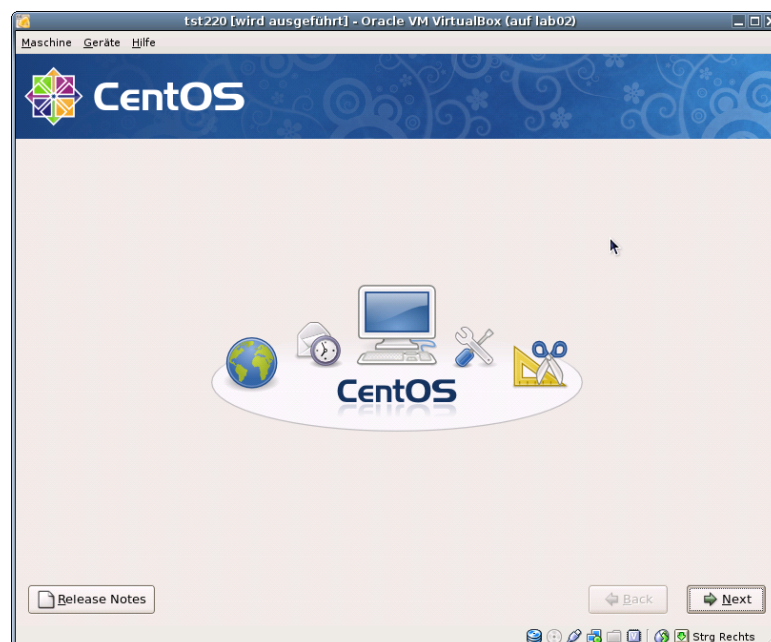 tst220 [wird ausgeführt] - Oracle VM VirtualBox (auf lab02)
Maschine Geräte Hilfe
CentOS
CentOS
Release Notes Back Next
Strg Rechts